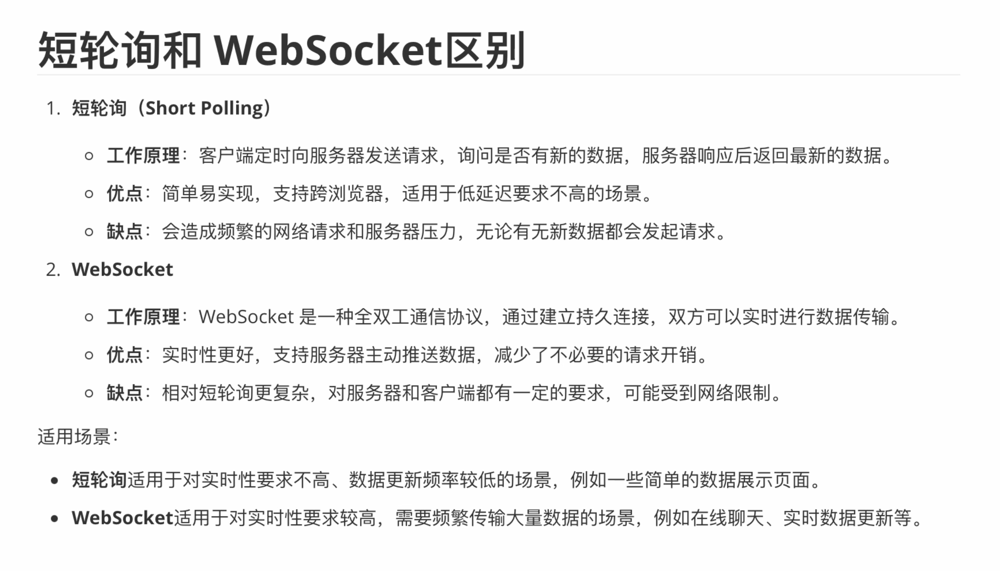 短轮询和 WebSocket区别
1. 短轮询（Short Polling）
工作原理：客户端定时向服务器发送请求，询问是否有新的数据，服务器响应后返回最新的数据。
优点：简单易实现，支持跨浏览器，适用于低延迟要求不高的场景。
缺点：会造成频繁的网络请求和服务器压力，无论有无新数据都会发起请求。
2. WebSocket
工作原理：WebSocket 是一种全双工通信协议，通过建立持久连接，双方可以实时进行数据传输。
优点：实时性更好，支持服务器主动推送数据，减少了不必要的请求开销。
缺点：相对短轮询更复杂，对服务器和客户端都有一定的要求，可能受到网络限制。
适用场景：
短轮询适用于对实时性要求不高、数据更新频率较低的场景，例如一些简单的数据展示页面。
WebSocket适用于对实时性要求较高，需要频繁传输大量数据的场景，例如在线聊天、实时数据更新等。